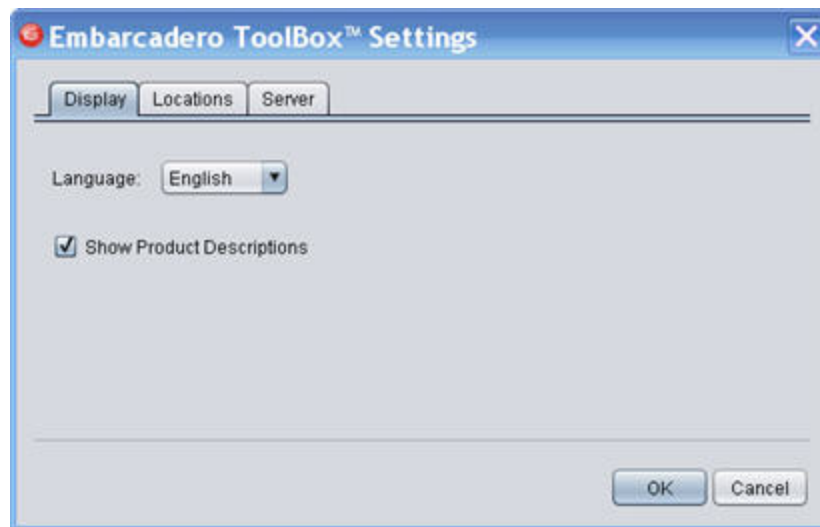 Embarcadero ToolBox™ Settings
Display Locations Server
Language: English
Show Product Descriptions
OK Cancel